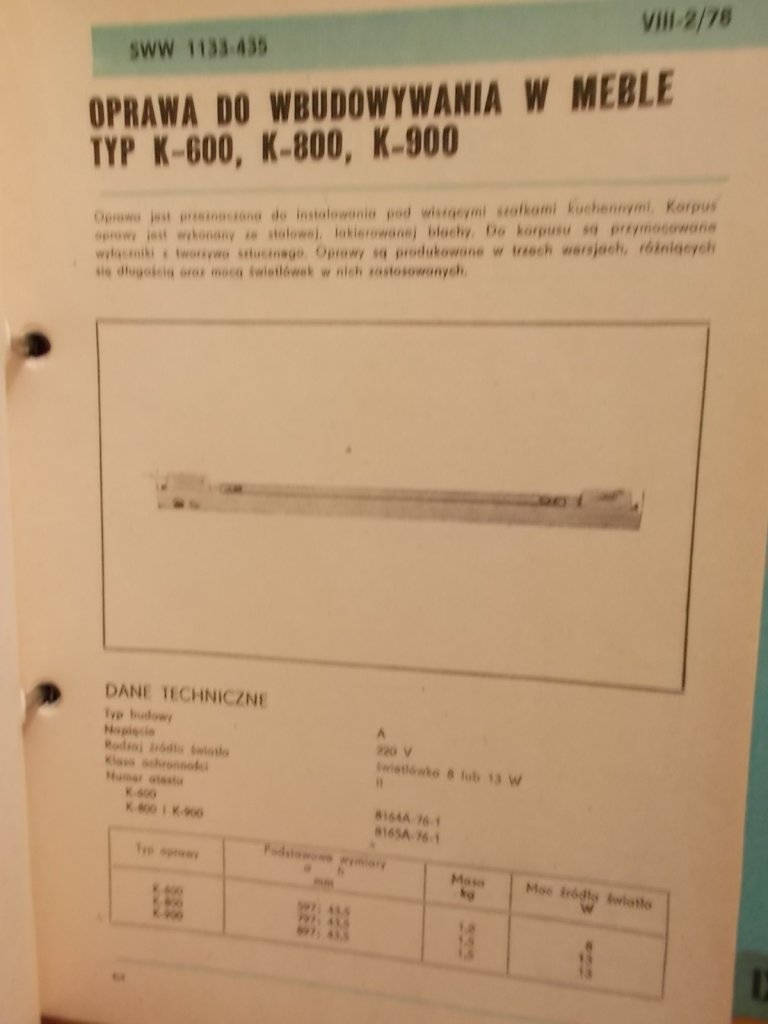 VIII-2/78
SWW 1133-435
OPRAWA DO WBUDOWYWANIA W MEBLE
TYP K-600, K-800, K-900
Oprawa jest przeznaczona do instalowania pod wiszącymi szafkami kuchennymi. Korpus
oprawy jest wykonany ze stalowej, lakierowanej blachy. Do korpusu są przymocowane
wyłączniki z tworzywa sztucznego. Oprawy są produkowane w trzech wersjach, różniących
się długością oraz mocą świetlówek w nich zastosowanych.
DANE TECHNICZNE
Typ budowy A
Napięcie 220 V
Rodzaj źródła światła świetlówka 8 lub 13 W
Klasa ochronności II
Numer atestu
K-600 8164A-76-1
K-800 i K-900 8165A-76-1
Typ oprawy Podstawowe wymiary Masa Moc źródła światła
a h kg W
mm
K-600 597; 43,5 8
K-800 797; 43,5 1,5 13
K-900 897; 43,5 1,5 13